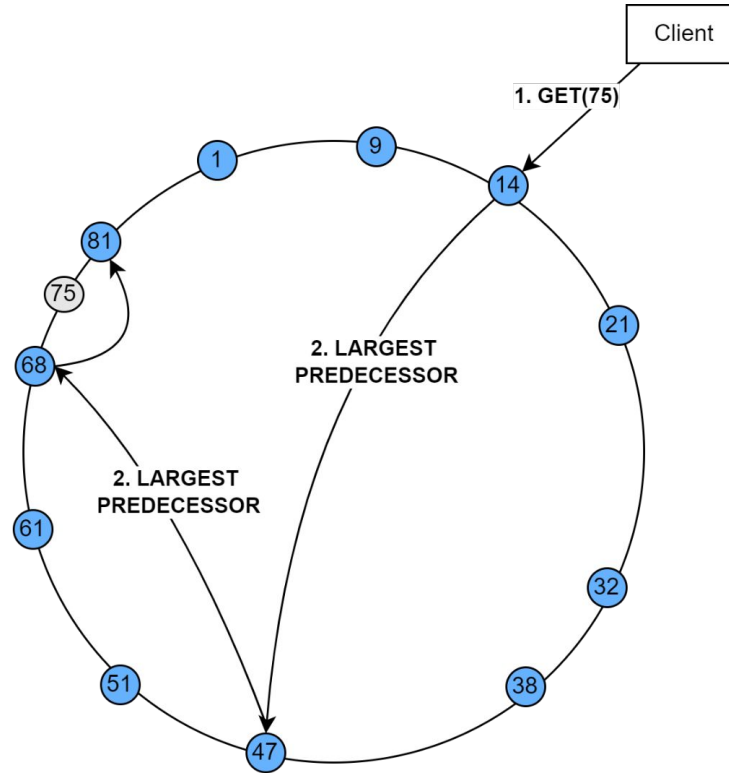 Client
1. GET(75)
9
1
14
81
75
21
2. LARGEST
PREDECESSOR
68
2. LARGEST
PREDECESSOR
61
32
51
38
47